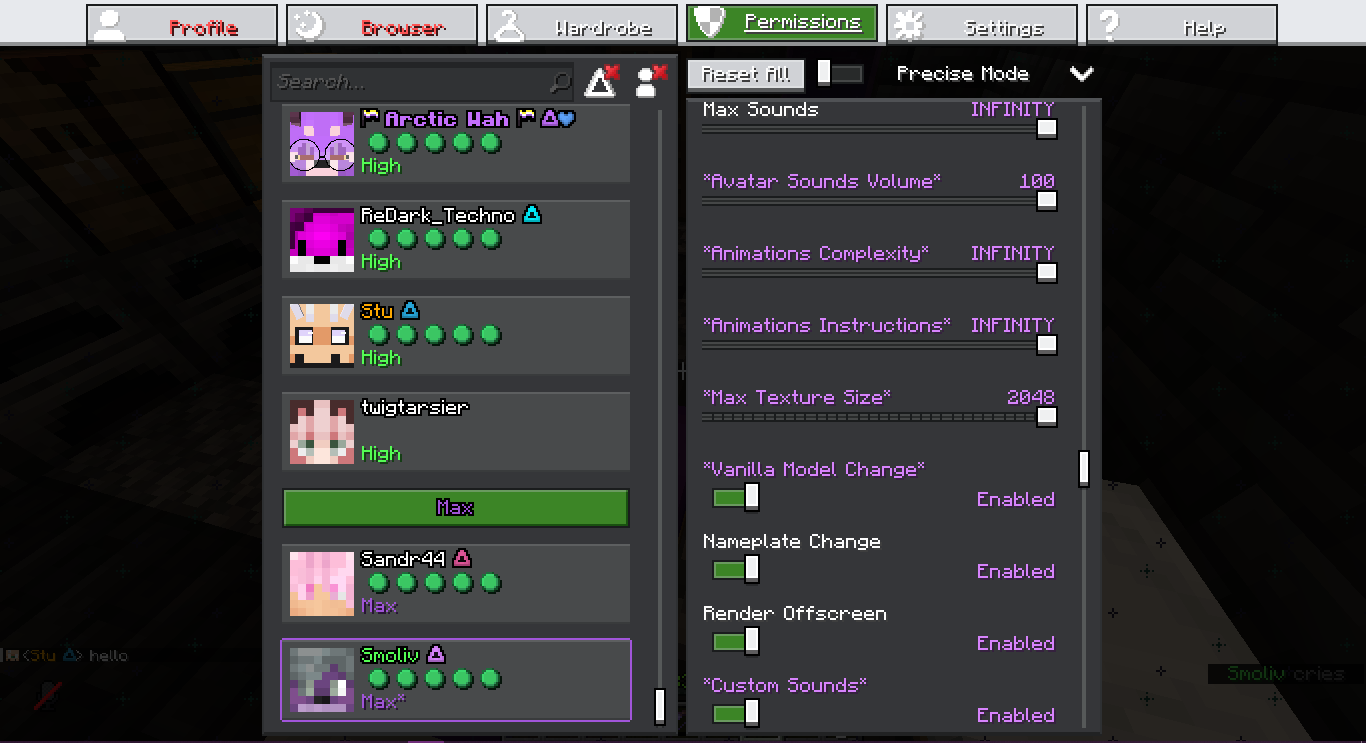 Profile
Browser
Wardrobe
Permissions
Settings
Help
Search...
Reset All
Precise Mode
Arctic Wah
High
ReDark_Techno
High
Stu
High
twigtarsier
High
Max
Sandr44
Max
Smoliv
Max*
Max Sounds INFINITY
*Avatar Sounds Volume* 100
*Animations Complexity* INFINITY
*Animations Instructions* INFINITY
*Max Texture Size* 2048
*Vanilla Model Change*
Enabled
Nameplate Change
Enabled
Render Offscreen
Enabled
*Custom Sounds*
Enabled
<Stu > hello
Smoliv cries